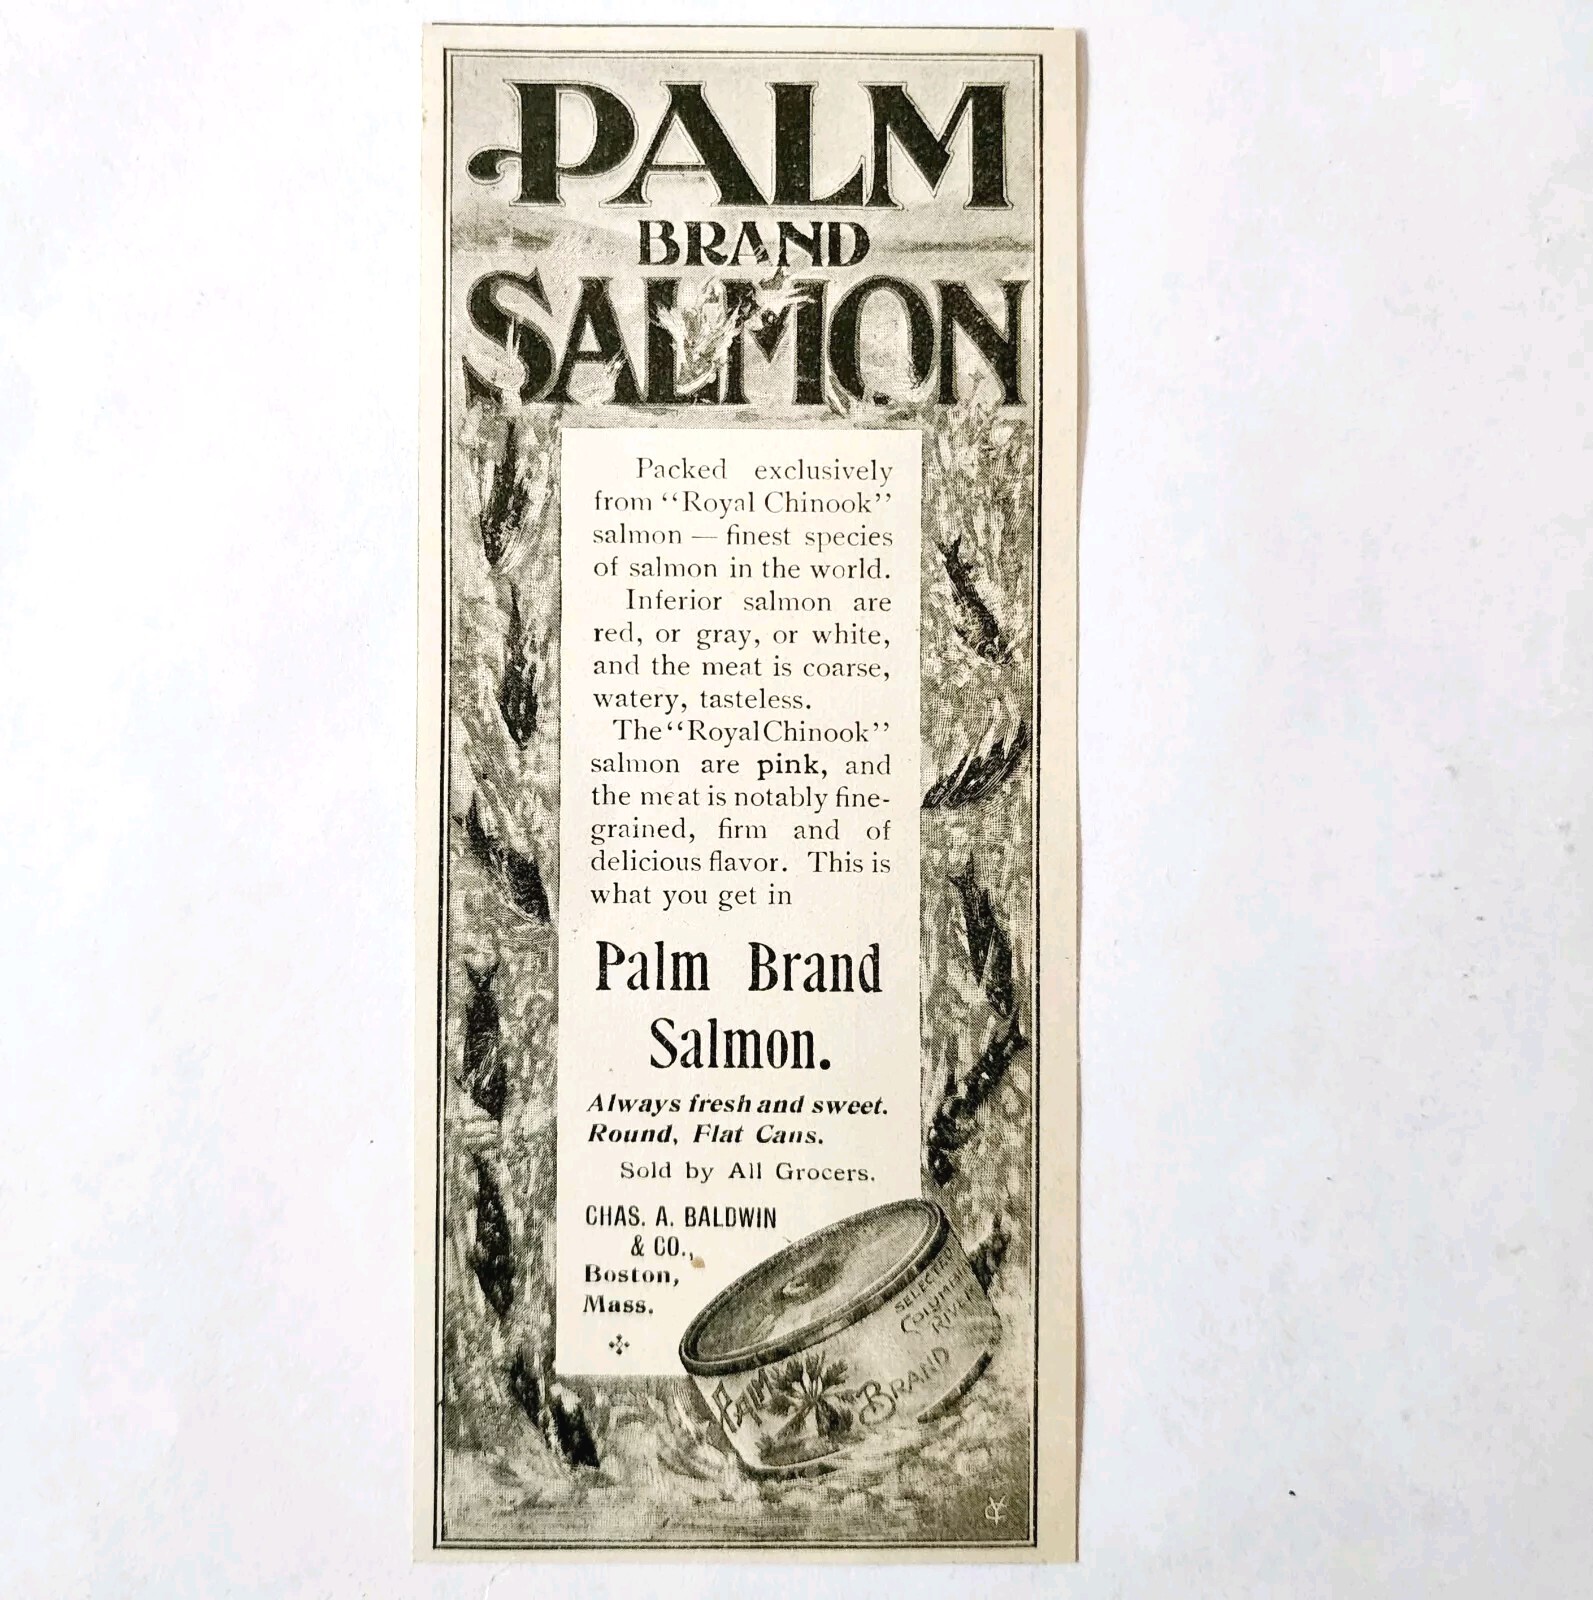 PALM
BRAND
SALMON
Packed exclusively
from “Royal Chinook”
salmon — finest species
of salmon in the world.
Inferior salmon are
red, or gray, or white,
and the meat is coarse,
watery, tasteless.
The “Royal Chinook”
salmon are pink, and
the meat is notably fine-
grained, firm and of
delicious flavor. This is
what you get in
Palm Brand
Salmon.
Always fresh and sweet.
Round, Flat Cans.
Sold by All Grocers.
CHAS. A. BALDWIN
& CO.,
Boston,
Mass.
SELECTED
COLUMBIA
RIVER
PALM BRAND